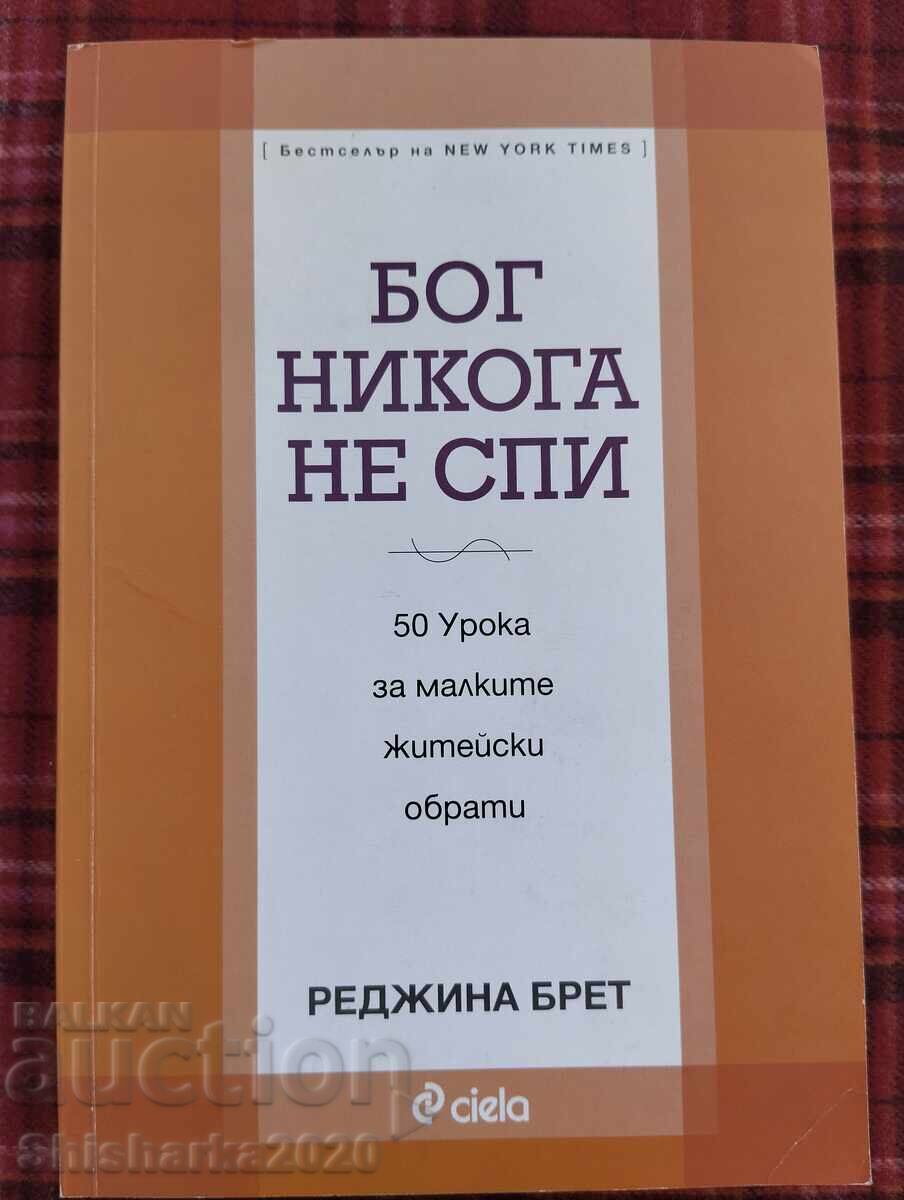 [ Бестселър на NEW YORK TIMES ]
БОГ
НИКОГА
НЕ СПИ
50 Урока
за малките
житейски
обрати
РЕДЖИНА БРЕТ
ciela
BALKAN
auction
Shisharka2020